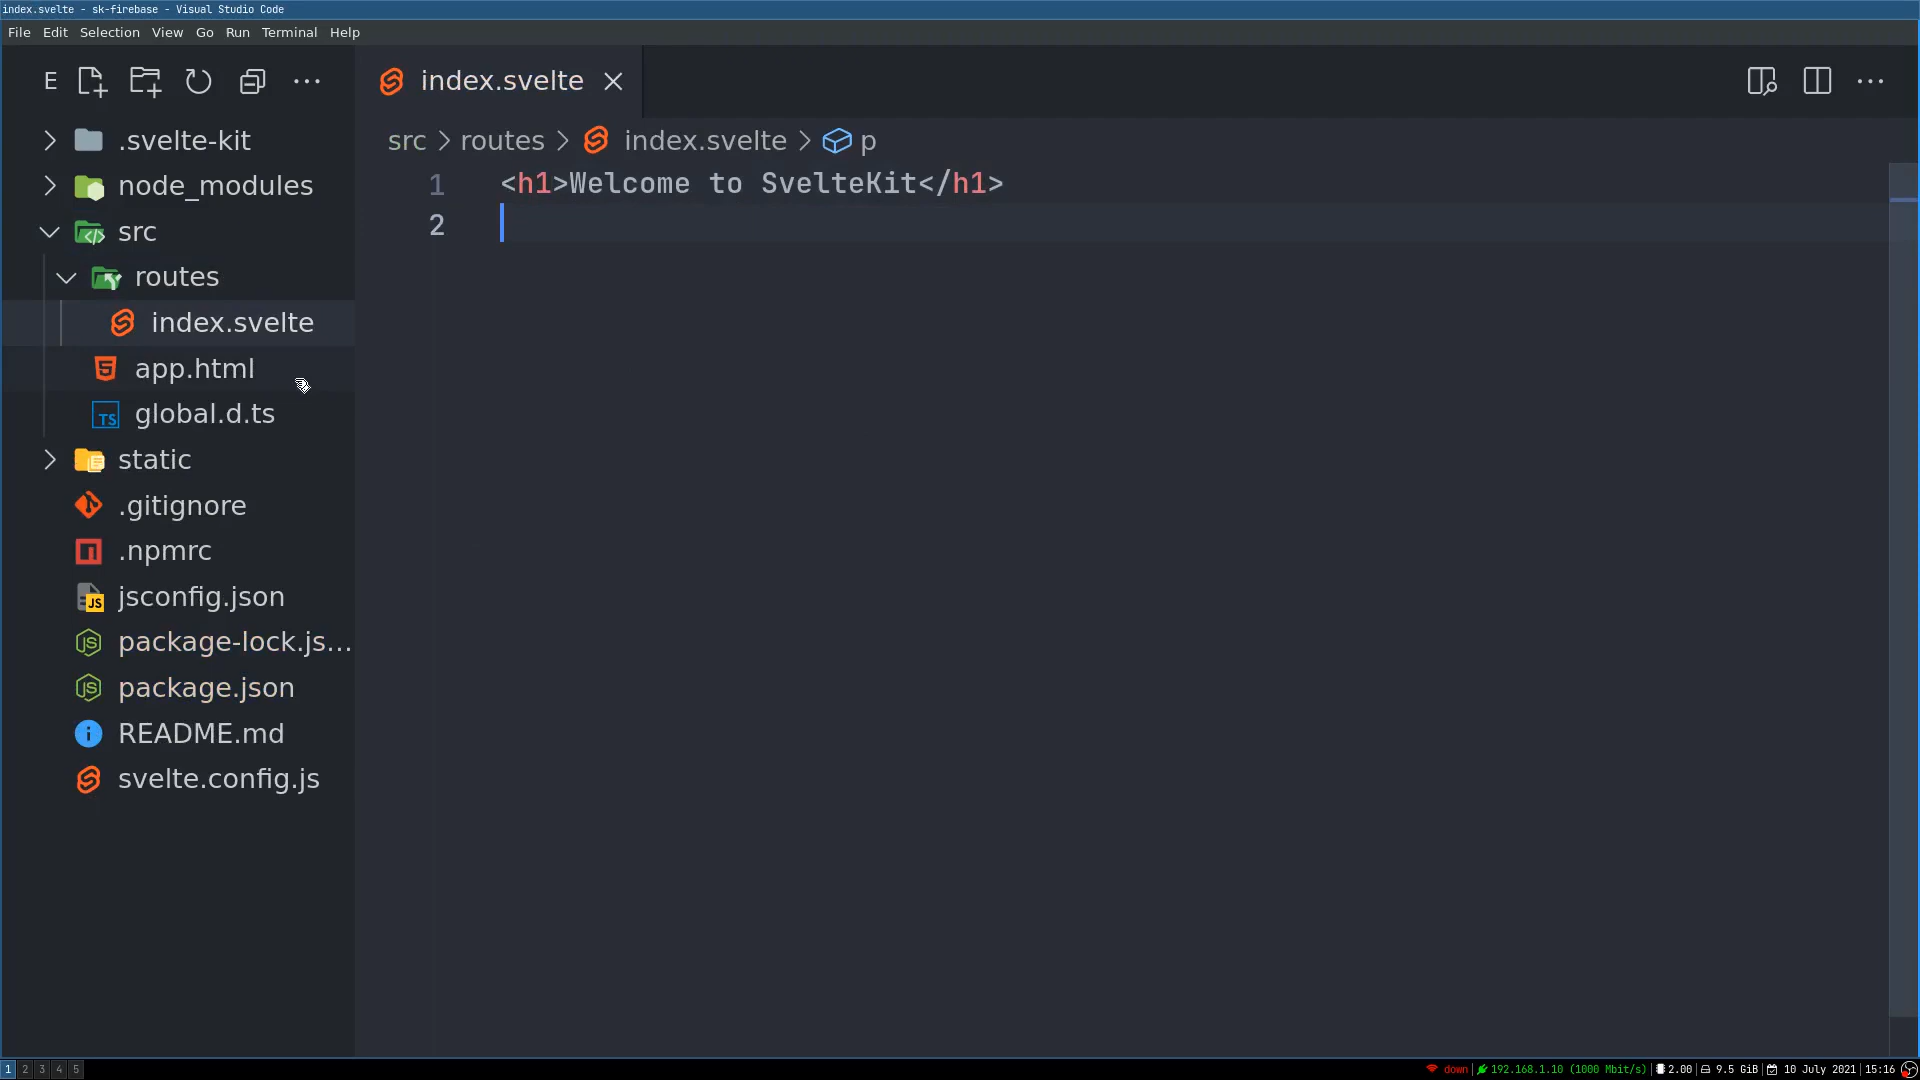 index.svelte - sk-firebase - Visual Studio Code
File Edit Selection View Go Run Terminal Help
E
.svelte-kit
node_modules
src
routes
index.svelte
app.html
global.d.ts
static
.gitignore
.npmrc
jsconfig.json
package-lock.js...
package.json
README.md
svelte.config.js
index.svelte
src > routes > index.svelte > p
1 <h1>Welcome to SvelteKit</h1>
2
1 2 3 4 5
down | 192.168.1.10 (1000 Mbit/s) | 2.00 | 9.5 GiB | 10 July 2021 | 15:16